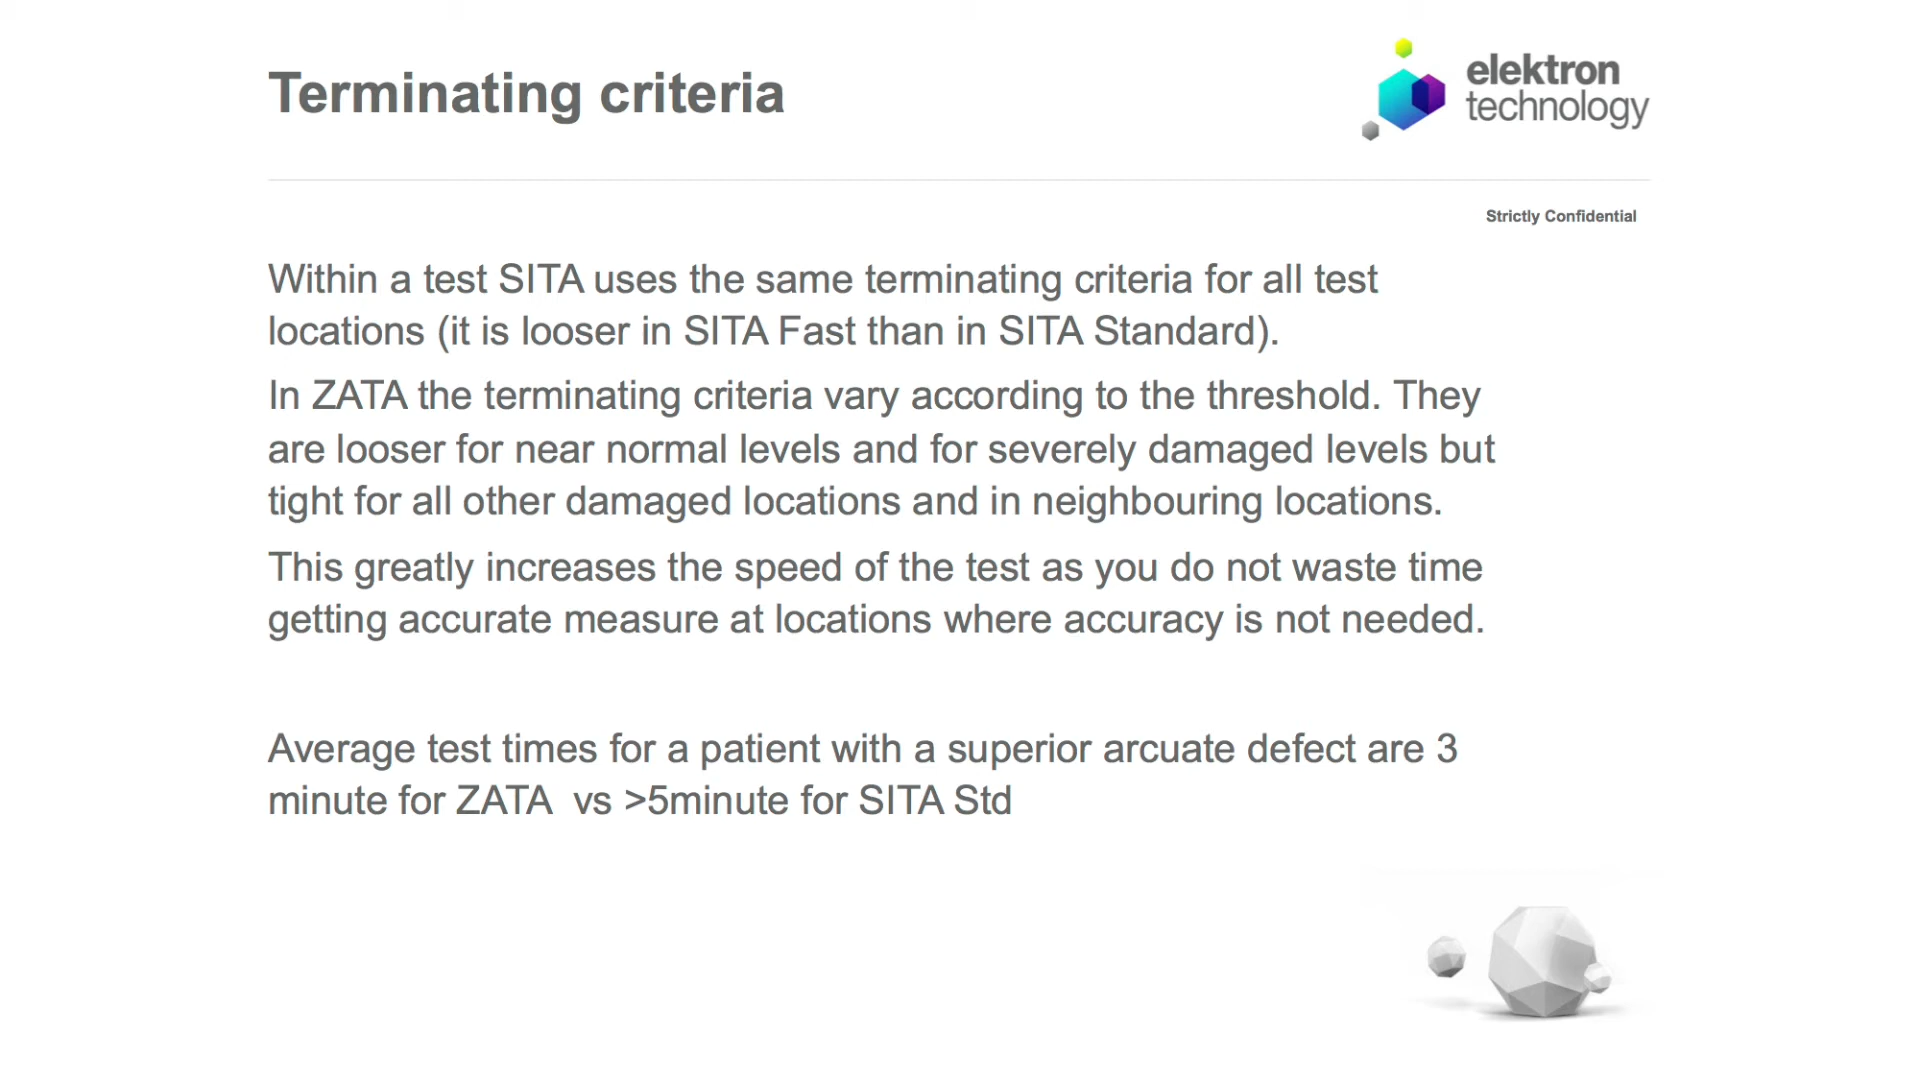 Terminating criteria
elektron
technology
Strictly Confidential
Within a test SITA uses the same terminating criteria for all test
locations (it is looser in SITA Fast than in SITA Standard).
In ZATA the terminating criteria vary according to the threshold. They
are looser for near normal levels and for severely damaged levels but
tight for all other damaged locations and in neighbouring locations.
This greatly increases the speed of the test as you do not waste time
getting accurate measure at locations where accuracy is not needed.
Average test times for a patient with a superior arcuate defect are 3
minute for ZATA  vs >5minute for SITA Std